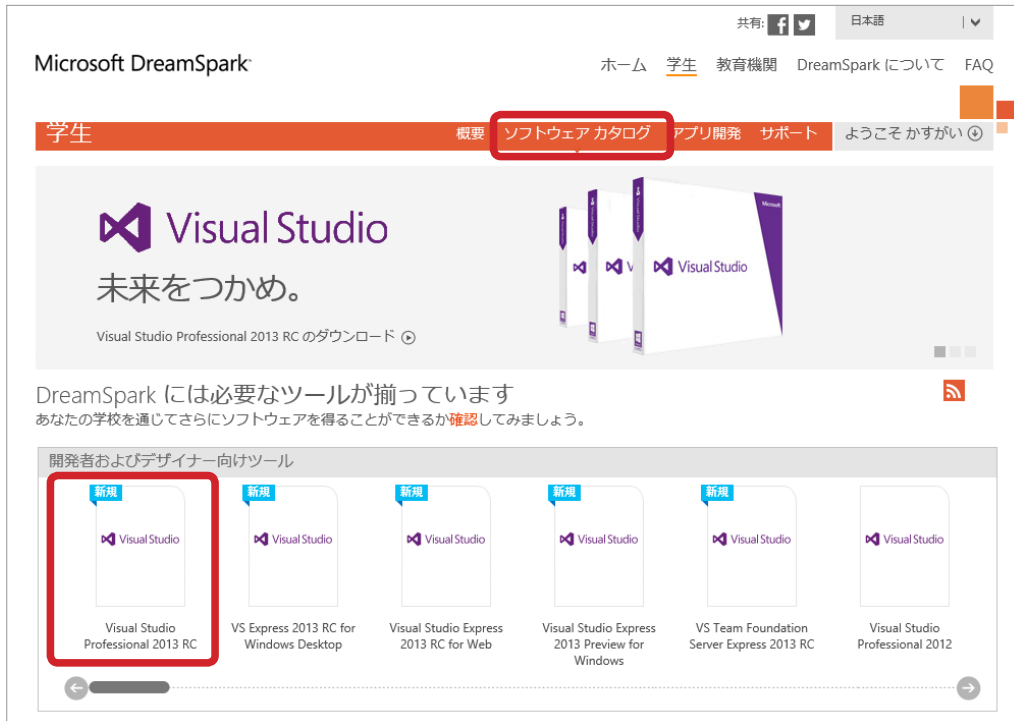 共有:
日本語
Microsoft DreamSpark
ホーム 学生 教育機関 DreamSpark について FAQ
学生
概要 ソフトウェア カタログ アプリ開発 サポート ようこそ かすがい
Visual Studio
未来をつかめ。
Visual Studio Professional 2013 RC のダウンロード
Microsoft
Visual Studio
DreamSpark には必要なツールが揃っています
あなたの学校を通じてさらにソフトウェアを得ることができるか確認してみましょう。
開発者およびデザイナー向けツール
新規
Visual Studio
Visual Studio
Professional 2013 RC
新規
Visual Studio
VS Express 2013 RC for
Windows Desktop
新規
Visual Studio
Visual Studio Express
2013 RC for Web
新規
Visual Studio
Visual Studio Express
2013 Preview for
Windows
新規
Visual Studio
VS Team Foundation
Server Express 2013 RC
Visual Studio
Visual Studio
Professional 2012